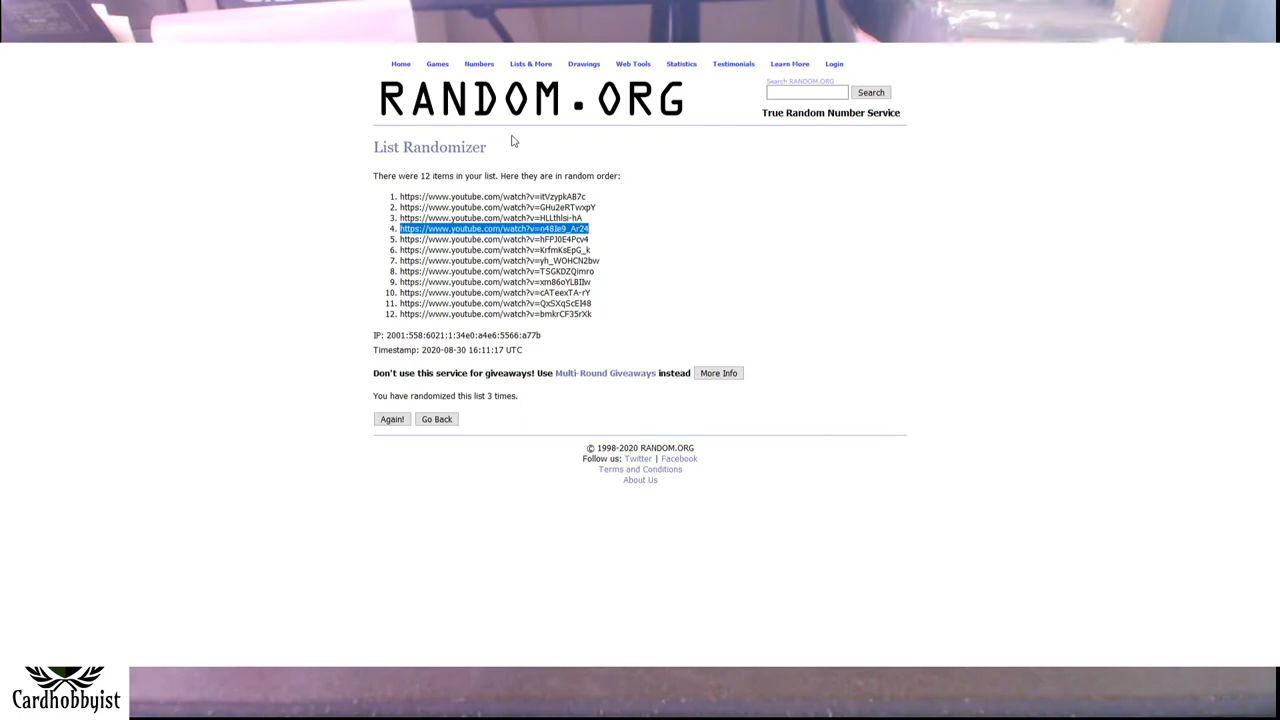 Home Games Numbers Lists & More Drawings Web Tools Statistics Testimonials Learn More Login
Search RANDOM.ORG
RANDOM.ORG
Search
True Random Number Service
List Randomizer
There were 12 items in your list. Here they are in random order:
1. https://www.youtube.com/watch?v=itVzypkAB7c
2. https://www.youtube.com/watch?v=GHu2eRTwxpY
3. https://www.youtube.com/watch?v=HLLthlsi-hA
4. https://www.youtube.com/watch?v=n48Ie9_Ar24
5. https://www.youtube.com/watch?v=hFPJ0E4Pcv4
6. https://www.youtube.com/watch?v=KrfmKsEpG_k
7. https://www.youtube.com/watch?v=yh_WOHCN2bw
8. https://www.youtube.com/watch?v=TSGKDZQimro
9. https://www.youtube.com/watch?v=xm86oYLBIIw
10. https://www.youtube.com/watch?v=cATeexTA-rY
11. https://www.youtube.com/watch?v=QxSXqScEI48
12. https://www.youtube.com/watch?v=bmkrCF35rXk
IP: 2001:558:6021:1:34e0:a4e6:5566:a77b
Timestamp: 2020-08-30 16:11:17 UTC
Don't use this service for giveaways! Use Multi-Round Giveaways instead More Info
You have randomized this list 3 times.
Again! Go Back
© 1998-2020 RANDOM.ORG
Follow us: Twitter | Facebook
Terms and Conditions
About Us
Cardhobbyist